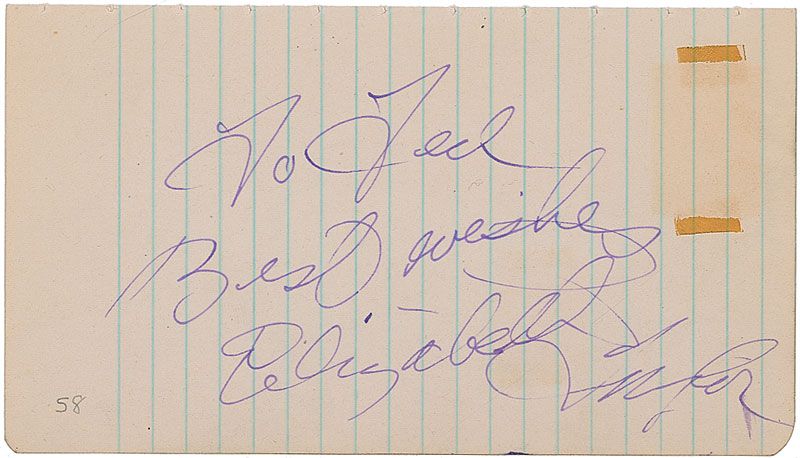 To Ted
Best wishes
Elizabeth Taylor
58